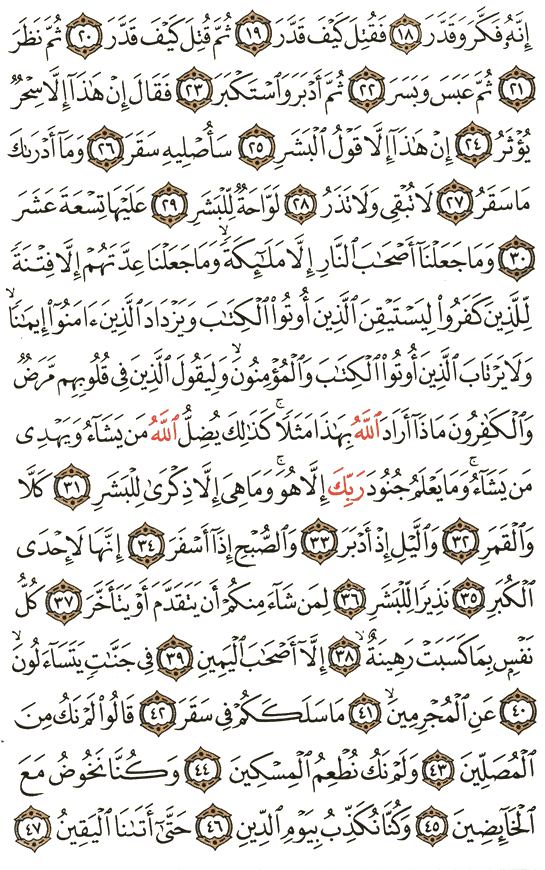 إِنَّهُۥ فَكَّرَ وَقَدَّرَ ١٨ فَقُتِلَ كَيْفَ قَدَّرَ ١٩ ثُمَّ قُتِلَ كَيْفَ قَدَّرَ ٢٠ ثُمَّ نَظَرَ
٢١ ثُمَّ عَبَسَ وَبَسَرَ ٢٢ ثُمَّ أَدْبَرَ وَٱسْتَكْبَرَ ٢٣ فَقَالَ إِنْ هَٰذَآ إِلَّا سِحْرٌ
يُؤْثَرُ ٢٤ إِنْ هَٰذَآ إِلَّا قَوْلُ ٱلْبَشَرِ ٢٥ سَأُصْلِيهِ سَقَرَ ٢٦ وَمَآ أَدْرَىٰكَ
مَا سَقَرُ ٢٧ لَا تُبْقِى وَلَا تَذَرُ ٢٨ لَوَّاحَةٌ لِّلْبَشَرِ ٢٩ عَلَيْهَا تِسْعَةَ عَشَرَ
٣٠ وَمَا جَعَلْنَآ أَصْحَٰبَ ٱلنَّارِ إِلَّا مَلَٰٓئِكَةً ۙ وَمَا جَعَلْنَا عِدَّتَهُمْ إِلَّا فِتْنَةً
لِّلَّذِينَ كَفَرُوا۟ لِيَسْتَيْقِنَ ٱلَّذِينَ أُوتُوا۟ ٱلْكِتَٰبَ وَيَزْدَادَ ٱلَّذِينَ ءَامَنُوٓا۟ إِيمَٰنًا ۙ
وَلَا يَرْتَابَ ٱلَّذِينَ أُوتُوا۟ ٱلْكِتَٰبَ وَٱلْمُؤْمِنُونَ ۙ وَلِيَقُولَ ٱلَّذِينَ فِى قُلُوبِهِم مَّرَضٌ
وَٱلْكَٰفِرُونَ مَاذَآ أَرَادَ ٱللَّهُ بِهَٰذَا مَثَلًا ۚ كَذَٰلِكَ يُضِلُّ ٱللَّهُ مَن يَشَآءُ وَيَهْدِى
مَن يَشَآءُ ۚ وَمَا يَعْلَمُ جُنُودَ رَبِّكَ إِلَّا هُوَ ۚ وَمَا هِىَ إِلَّا ذِكْرَىٰ لِلْبَشَرِ ٣١ كَلَّا
وَٱلْقَمَرِ ٣٢ وَٱلَّيْلِ إِذْ أَدْبَرَ ٣٣ وَٱلصُّبْحِ إِذَآ أَسْفَرَ ٣٤ إِنَّهَا لَإِحْدَى
ٱلْكُبَرِ ٣٥ نَذِيرًا لِّلْبَشَرِ ٣٦ لِمَن شَآءَ مِنكُمْ أَن يَتَقَدَّمَ أَوْ يَتَأَخَّرَ ٣٧ كُلُّ
نَفْسٍۭ بِمَا كَسَبَتْ رَهِينَةٌ ٣٨ إِلَّآ أَصْحَٰبَ ٱلْيَمِينِ ٣٩ فِى جَنَّٰتٍ يَتَسَآءَلُونَ ۙ
٤٠ عَنِ ٱلْمُجْرِمِينَ ۙ ٤١ مَا سَلَكَكُمْ فِى سَقَرَ ٤٢ قَالُوا۟ لَمْ نَكُ مِنَ
ٱلْمُصَلِّينَ ٤٣ وَلَمْ نَكُ نُطْعِمُ ٱلْمِسْكِينَ ٤٤ وَكُنَّا نَخُوضُ مَعَ
ٱلْخَآئِضِينَ ٤٥ وَكُنَّا نُكَذِّبُ بِيَوْمِ ٱلدِّينِ ٤٦ حَتَّىٰٓ أَتَىٰنَا ٱلْيَقِينُ ٤٧